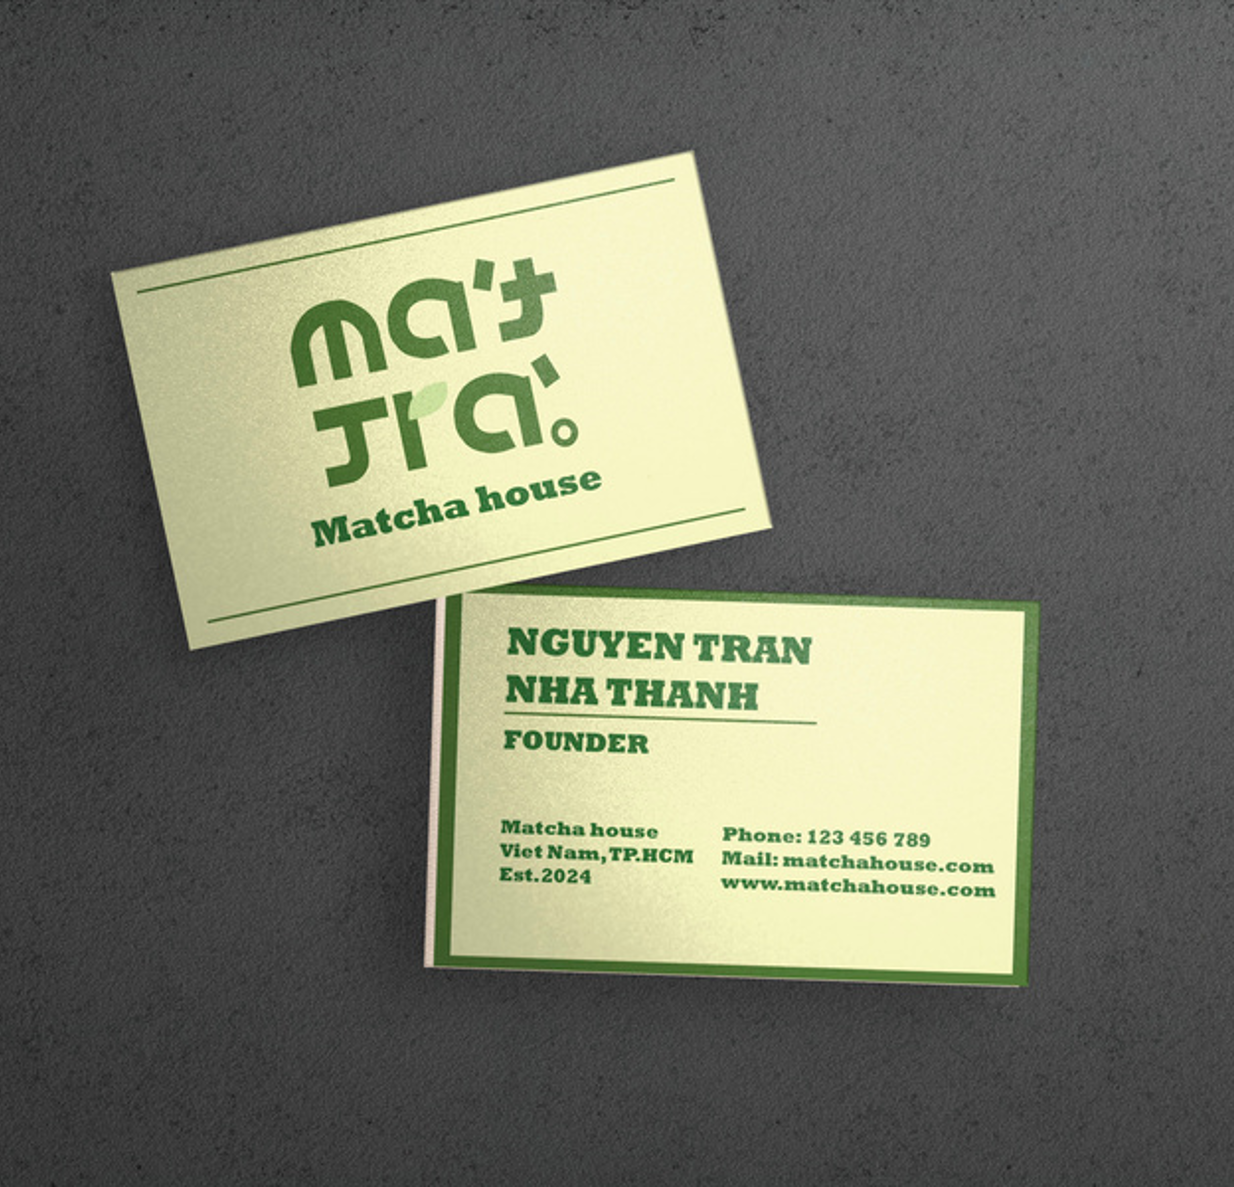 mát
trà.
Matcha house
NGUYEN TRAN
NHA THANH
FOUNDER
Matcha house
Viet Nam, TP.HCM
Est.2024
Phone: 123 456 789
Mail: matchahouse.com
www.matchahouse.com